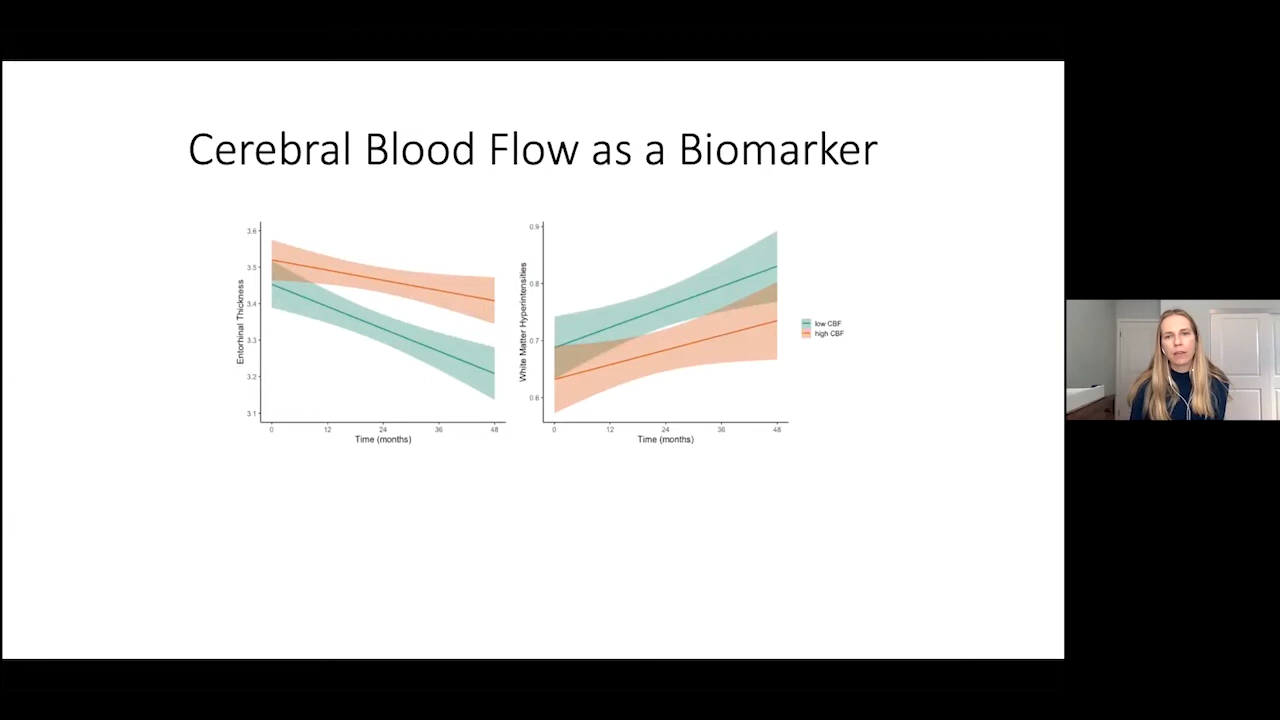 Cerebral Blood Flow as a Biomarker
3.6
3.5
3.4
3.3
3.2
3.1
Entorhinal Thickness
0 12 24 36 48
Time (months)
0.9
0.8
0.7
0.6
White Matter Hyperintensities
0 12 24 36 48
Time (months)
low CBF
high CBF